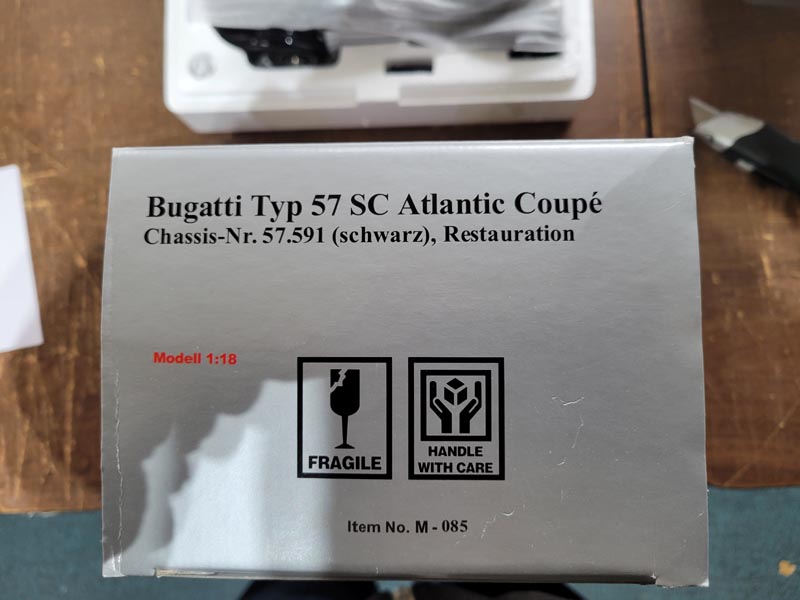 Bugatti Typ 57 SC Atlantic Coupé
Chassis-Nr. 57.591 (schwarz), Restauration
Modell 1:18
FRAGILE
HANDLE
WITH CARE
Item No. M - 085